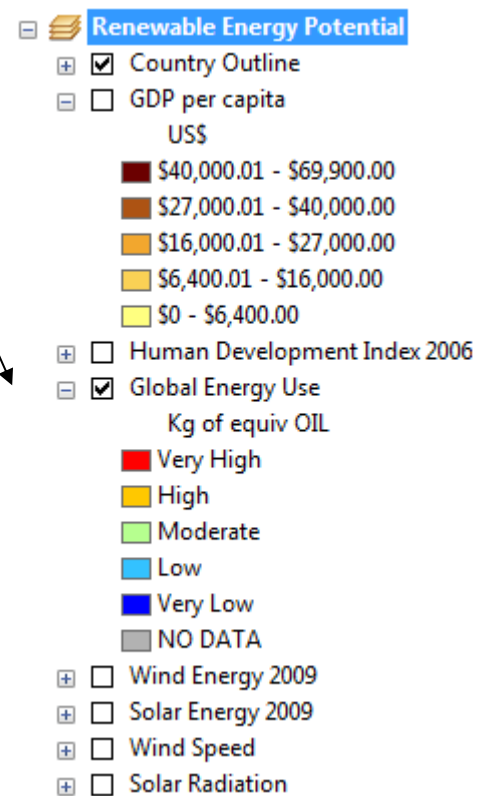 Renewable Energy Potential
Country Outline
GDP per capita
US$
$40,000.01 - $69,900.00
$27,000.01 - $40,000.00
$16,000.01 - $27,000.00
$6,400.01 - $16,000.00
$0 - $6,400.00
Human Development Index 2006
Global Energy Use
Kg of equiv OIL
Very High
High
Moderate
Low
Very Low
NO DATA
Wind Energy 2009
Solar Energy 2009
Wind Speed
Solar Radiation